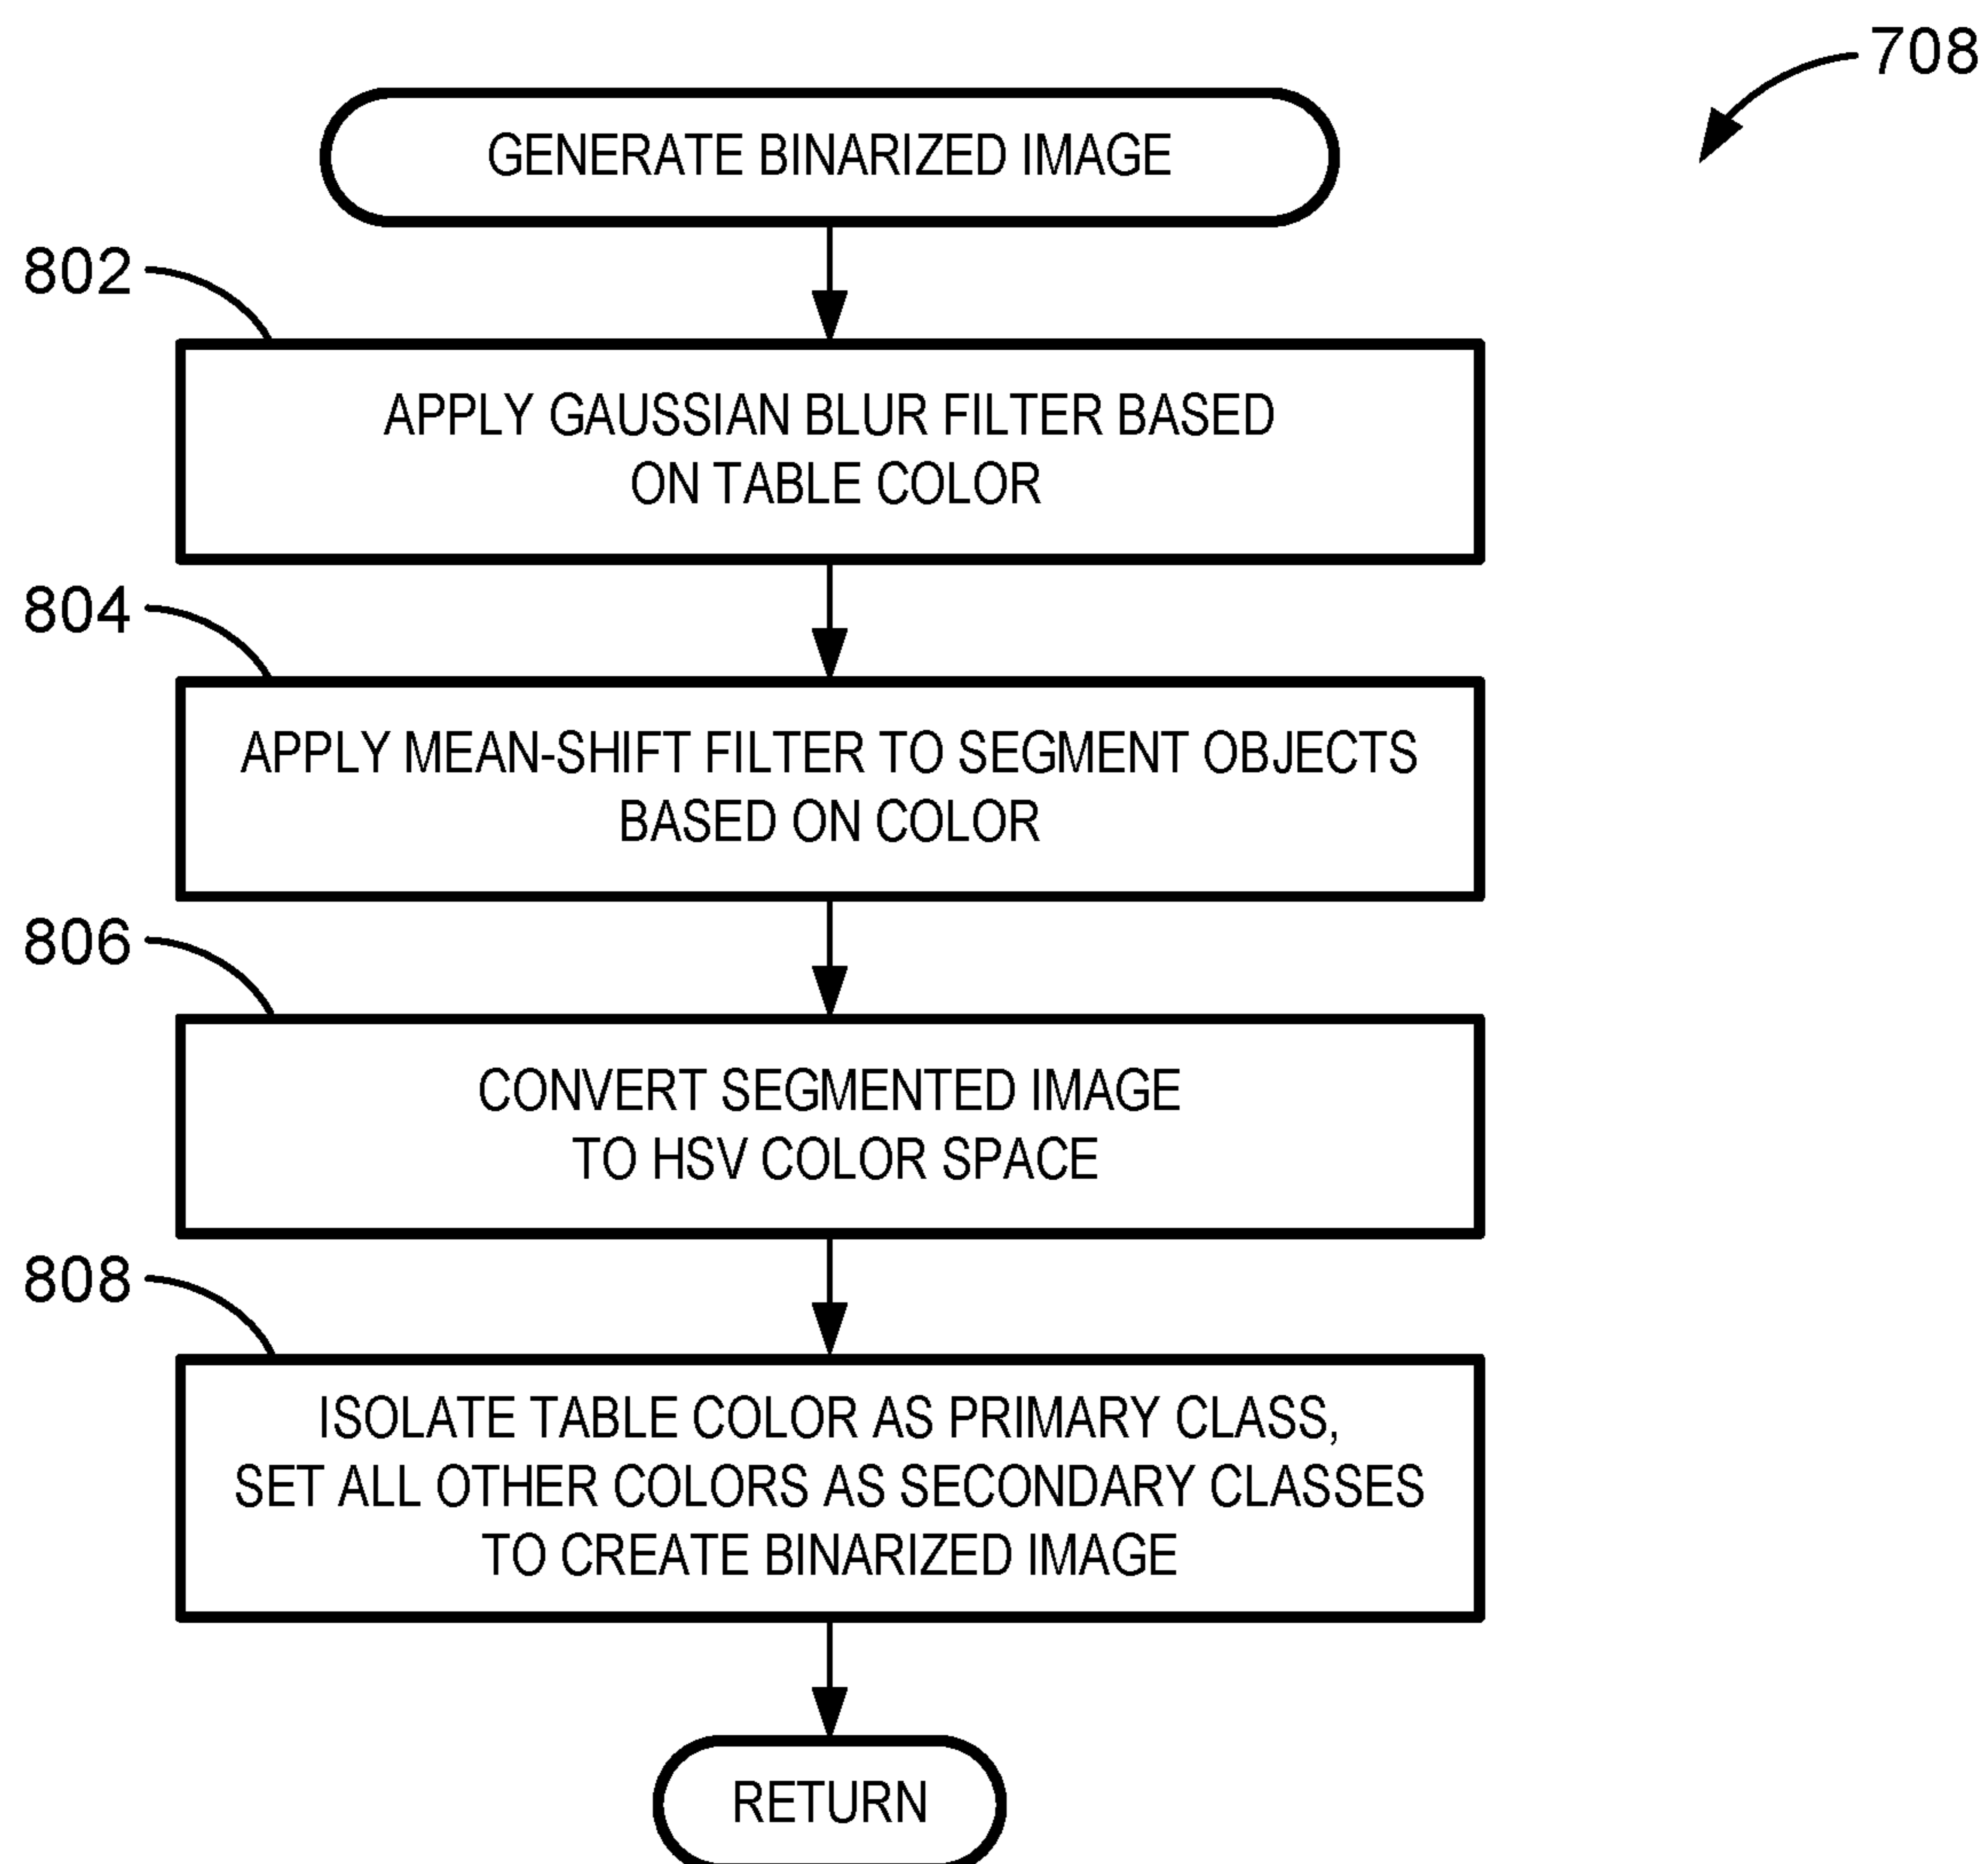 708
GENERATE BINARIZED IMAGE
802
APPLY GAUSSIAN BLUR FILTER BASED
ON TABLE COLOR
804
APPLY MEAN-SHIFT FILTER TO SEGMENT OBJECTS
BASED ON COLOR
806
CONVERT SEGMENTED IMAGE
TO HSV COLOR SPACE
808
ISOLATE TABLE COLOR AS PRIMARY CLASS,
SET ALL OTHER COLORS AS SECONDARY CLASSES
TO CREATE BINARIZED IMAGE
RETURN